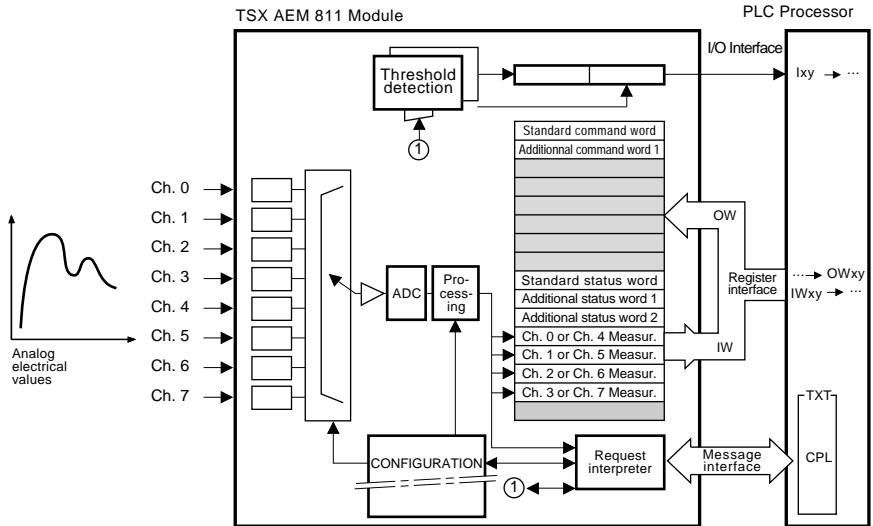 TSX AEM 811 Module
PLC Processor
I/O Interface
Threshold
detection
Ixy → ...
1
Standard command word
Additionnal command word 1
Ch. 0
Ch. 1
Ch. 2
Ch. 3
Ch. 4
Ch. 5
Ch. 6
Ch. 7
Analog
electrical
values
ADC
Pro-
cess-
ing
OW
Register
interface
... → OWxy
IWxy → ...
IW
Standard status word
Additional status word 1
Additional status word 2
Ch. 0 or Ch. 4 Measur.
Ch. 1 or Ch. 5 Measur.
Ch. 2 or Ch. 6 Measur.
Ch. 3 or Ch. 7 Measur.
CONFIGURATION
Request
interpreter
1
Message
interface
TXT
CPL